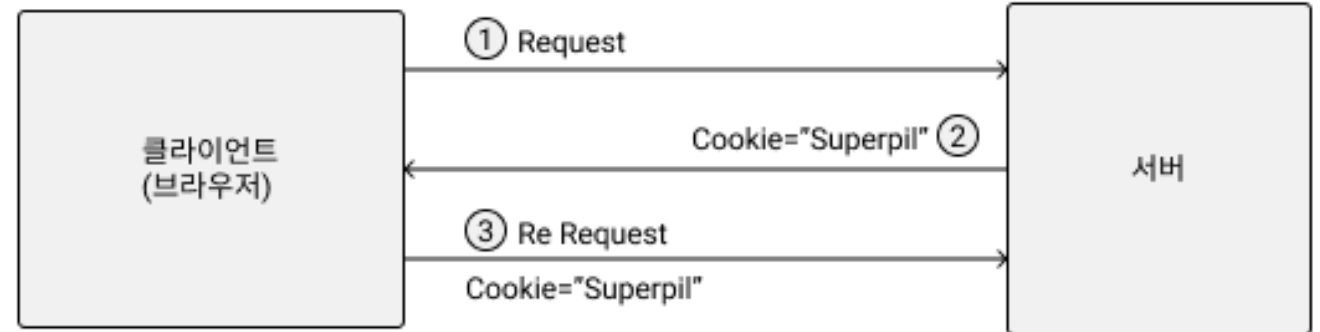 ① Request
Cookie="Superpil" ②
클라이언트
(브라우저)
서버
③ Re Request
Cookie="Superpil"